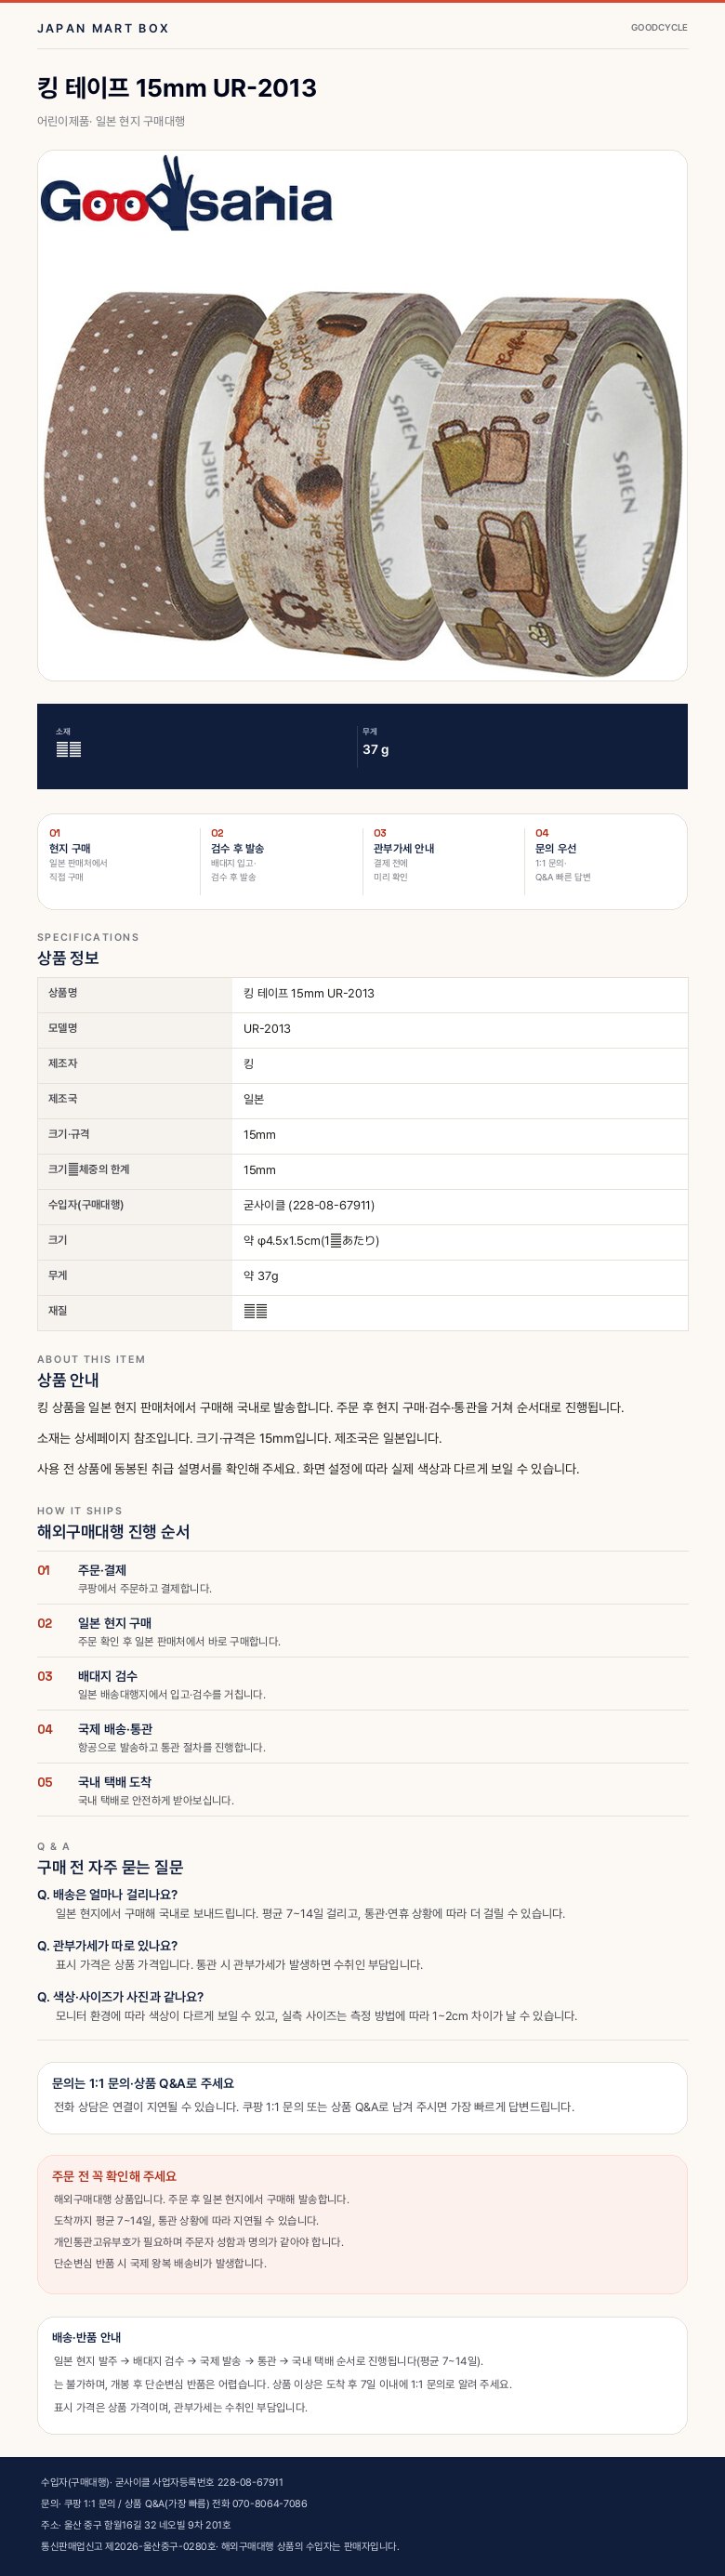 JAPAN MART BOX
GOODCYCLE
킹 테이프 15mm UR-2013
어린이제품· 일본 현지 구매대행
Goodsania
SAIEN
SAIEN
Coffee
소재
무게
37 g
01
현지 구매
일본 판매처에서
직접 구매
02
검수 후 발송
배대지 입고·
검수 후 발송
03
관부가세 안내
결제 전에
미리 확인
04
문의 우선
1:1 문의·
Q&A 빠른 답변
SPECIFICATIONS
상품 정보
상품명 킹 테이프 15mm UR-2013
모델명 UR-2013
제조자 킹
제조국 일본
크기·규격 15mm
크기 체중의 한계 15mm
수입자(구매대행) 굳사이클 (228-08-67911)
크기 약 φ4.5x1.5cm(1 あたり)
무게 약 37g
재질
ABOUT THIS ITEM
상품 안내
킹 상품을 일본 현지 판매처에서 구매해 국내로 발송합니다. 주문 후 현지 구매·검수·통관을 거쳐 순서대로 진행됩니다.
소재는 상세페이지 참조입니다. 크기·규격은 15mm입니다. 제조국은 일본입니다.
사용 전 상품에 동봉된 취급 설명서를 확인해 주세요. 화면 설정에 따라 실제 색상과 다르게 보일 수 있습니다.
HOW IT SHIPS
해외구매대행 진행 순서
01 주문·결제
쿠팡에서 주문하고 결제합니다.
02 일본 현지 구매
주문 확인 후 일본 판매처에서 바로 구매합니다.
03 배대지 검수
일본 배송대행지에서 입고·검수를 거칩니다.
04 국제 배송·통관
항공으로 발송하고 통관 절차를 진행합니다.
05 국내 택배 도착
국내 택배로 안전하게 받아보십니다.
Q & A
구매 전 자주 묻는 질문
Q. 배송은 얼마나 걸리나요?
일본 현지에서 구매해 국내로 보내드립니다. 평균 7~14일 걸리고, 통관·연휴 상황에 따라 더 걸릴 수 있습니다.
Q. 관부가세가 따로 있나요?
표시 가격은 상품 가격입니다. 통관 시 관부가세가 발생하면 수취인 부담입니다.
Q. 색상·사이즈가 사진과 같나요?
모니터 환경에 따라 색상이 다르게 보일 수 있고, 실측 사이즈는 측정 방법에 따라 1~2cm 차이가 날 수 있습니다.
문의는 1:1 문의·상품 Q&A로 주세요
전화 상담은 연결이 지연될 수 있습니다. 쿠팡 1:1 문의 또는 상품 Q&A로 남겨 주시면 가장 빠르게 답변드립니다.
주문 전 꼭 확인해 주세요
해외구매대행 상품입니다. 주문 후 일본 현지에서 구매해 발송합니다.
도착까지 평균 7~14일, 통관 상황에 따라 지연될 수 있습니다.
개인통관고유부호가 필요하며 주문자 성함과 명의가 같아야 합니다.
단순변심 반품 시 국제 왕복 배송비가 발생합니다.
배송·반품 안내
일본 현지 발주 → 배대지 검수 → 국제 발송 → 통관 → 국내 택배 순서로 진행됩니다(평균 7~14일).
는 불가하며, 개봉 후 단순변심 반품은 어렵습니다. 상품 이상은 도착 후 7일 이내에 1:1 문의로 알려 주세요.
표시 가격은 상품 가격이며, 관부가세는 수취인 부담입니다.
수입자(구매대행)· 굳사이클 사업자등록번호 228-08-67911
문의· 쿠팡 1:1 문의 / 상품 Q&A(가장 빠름) 전화 070-8064-7086
주소· 울산 중구 함월16길 32 네오빌 9차 201호
통신판매업신고 제2026-울산중구-0280호· 해외구매대행 상품의 수입자는 판매자입니다.